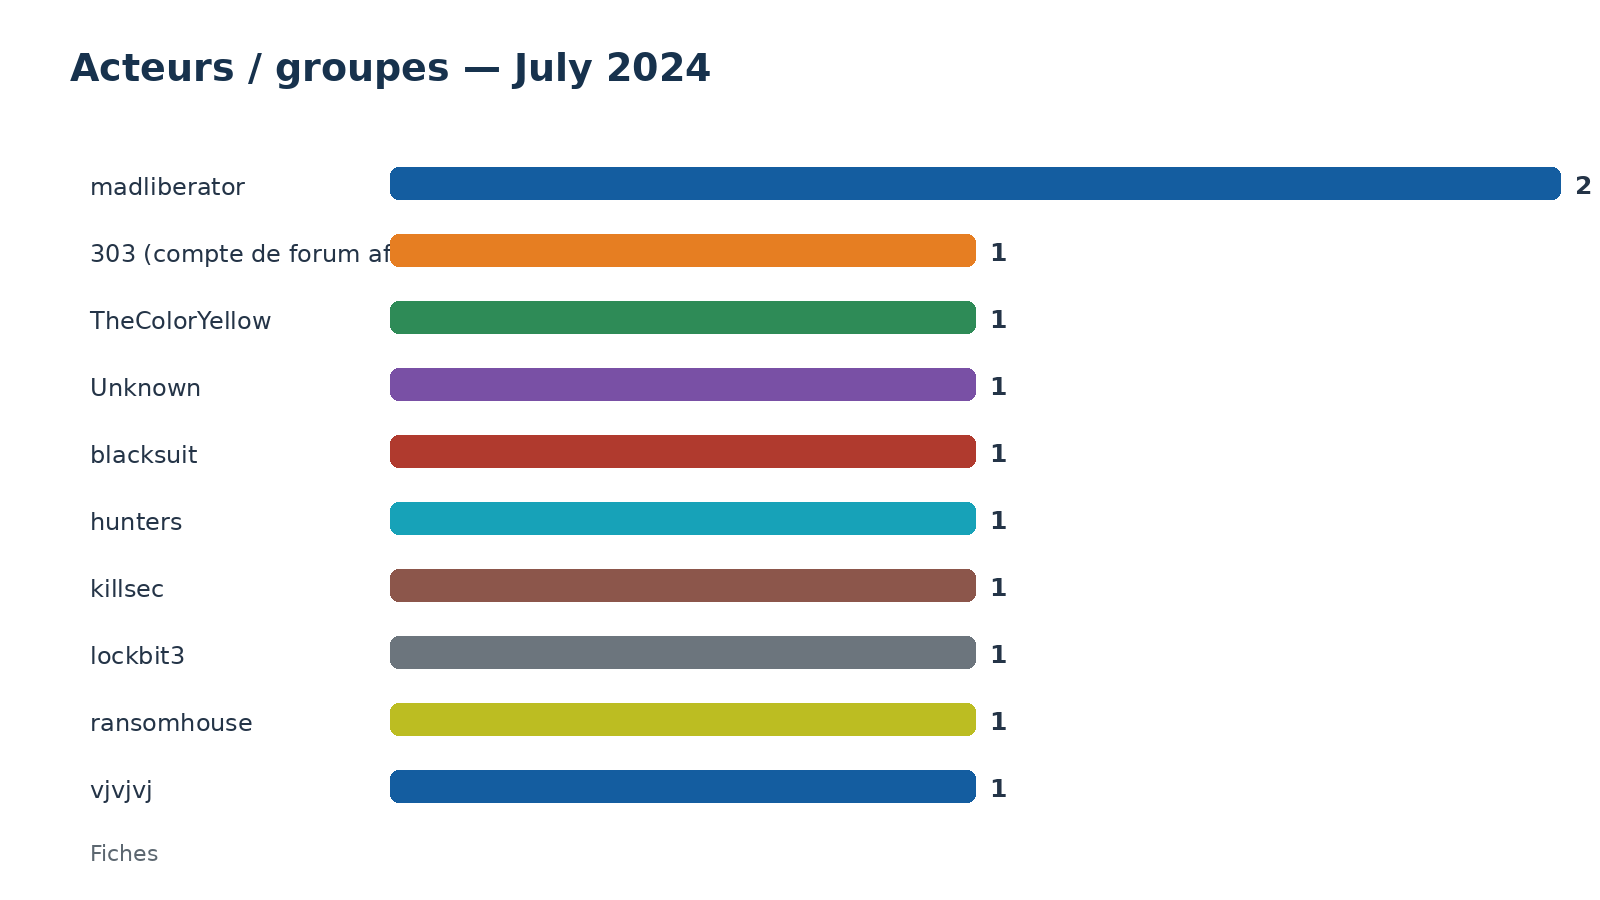 Acteurs / groupes — July 2024
madliberator 2
303 (compte de forum af 1
TheColorYellow 1
Unknown 1
blacksuit 1
hunters 1
killsec 1
lockbit3 1
ransomhouse 1
vjvjvj 1
Fiches